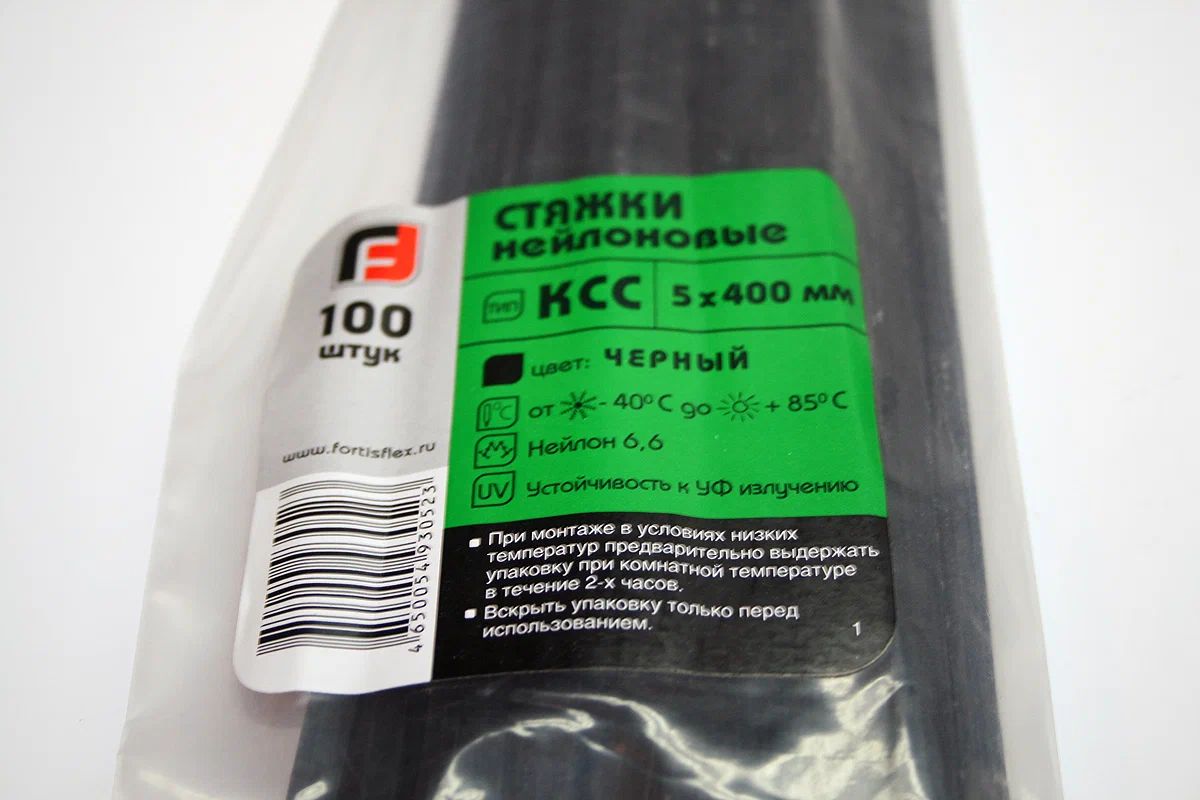 100
штук
www.fortisflex.ru
4650054930523
СТЯЖКИ
НЕЙЛОНОВЫЕ
тип КСС 5 х 400 мм
цвет: ЧЕРНЫЙ
°C от - 40°C до + 85°C
Нейлон 6,6
UV Устойчивость к УФ излучению
При монтаже в условиях низких
температур предварительно выдержать
упаковку при комнатной температуре
в течение 2-х часов.
Вскрыть упаковку только перед
использованием.
1